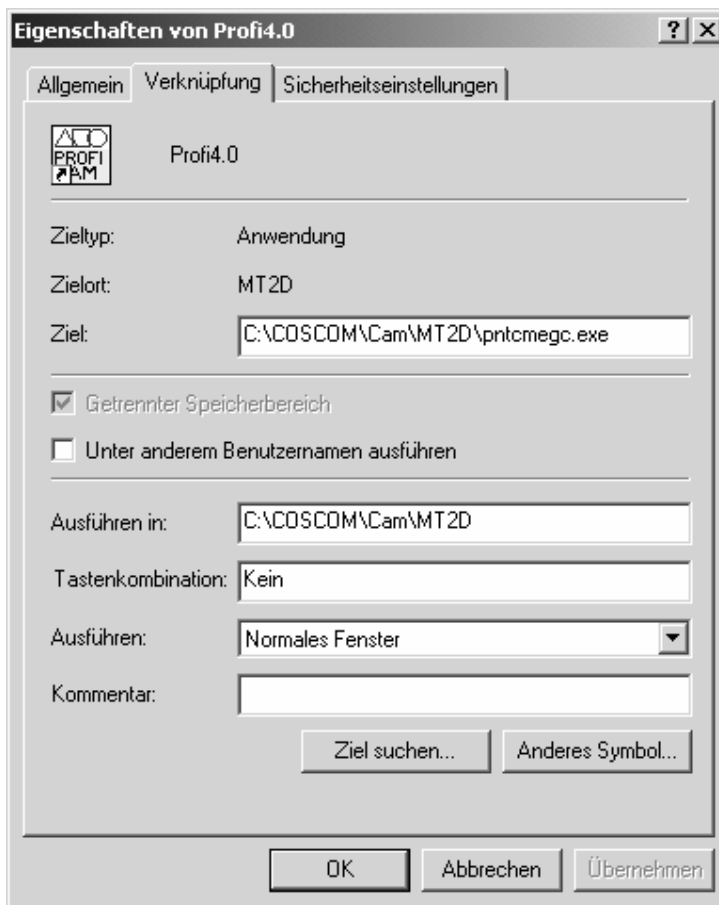 Eigenschaften von Profi4.0
?
Allgemein
Verknüpfung
Sicherheitseinstellungen
PROFI
AM
Profi4.0
Zieltyp: Anwendung
Zielort: MT2D
Ziel: C:\COSCOM\Cam\MT2D\pntcmegc.exe
Getrennter Speicherbereich
Unter anderem Benutzernamen ausführen
Ausführen in: C:\COSCOM\Cam\MT2D
Tastenkombination: Kein
Ausführen: Normales Fenster
Kommentar:
Ziel suchen... Anderes Symbol...
OK Abbrechen Übernehmen